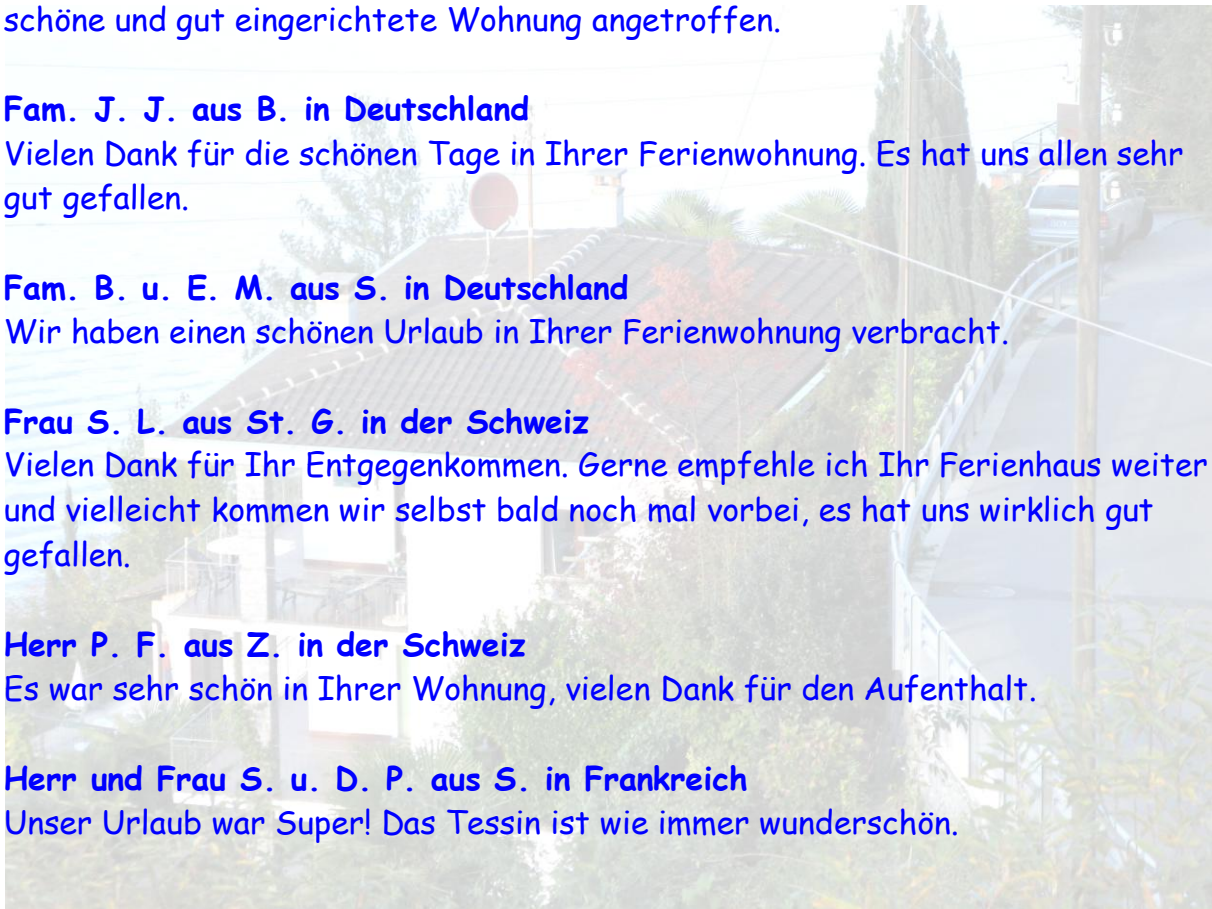 schöne und gut eingerichtete Wohnung angetroffen.
Fam. J. J. aus B. in Deutschland
Vielen Dank für die schönen Tage in Ihrer Ferienwohnung. Es hat uns allen sehr
gut gefallen.
Fam. B. u. E. M. aus S. in Deutschland
Wir haben einen schönen Urlaub in Ihrer Ferienwohnung verbracht.
Frau S. L. aus St. G. in der Schweiz
Vielen Dank für Ihr Entgegenkommen. Gerne empfehle ich Ihr Ferienhaus weiter
und vielleicht kommen wir selbst bald noch mal vorbei, es hat uns wirklich gut
gefallen.
Herr P. F. aus Z. in der Schweiz
Es war sehr schön in Ihrer Wohnung, vielen Dank für den Aufenthalt.
Herr und Frau S. u. D. P. aus S. in Frankreich
Unser Urlaub war Super! Das Tessin ist wie immer wunderschön.